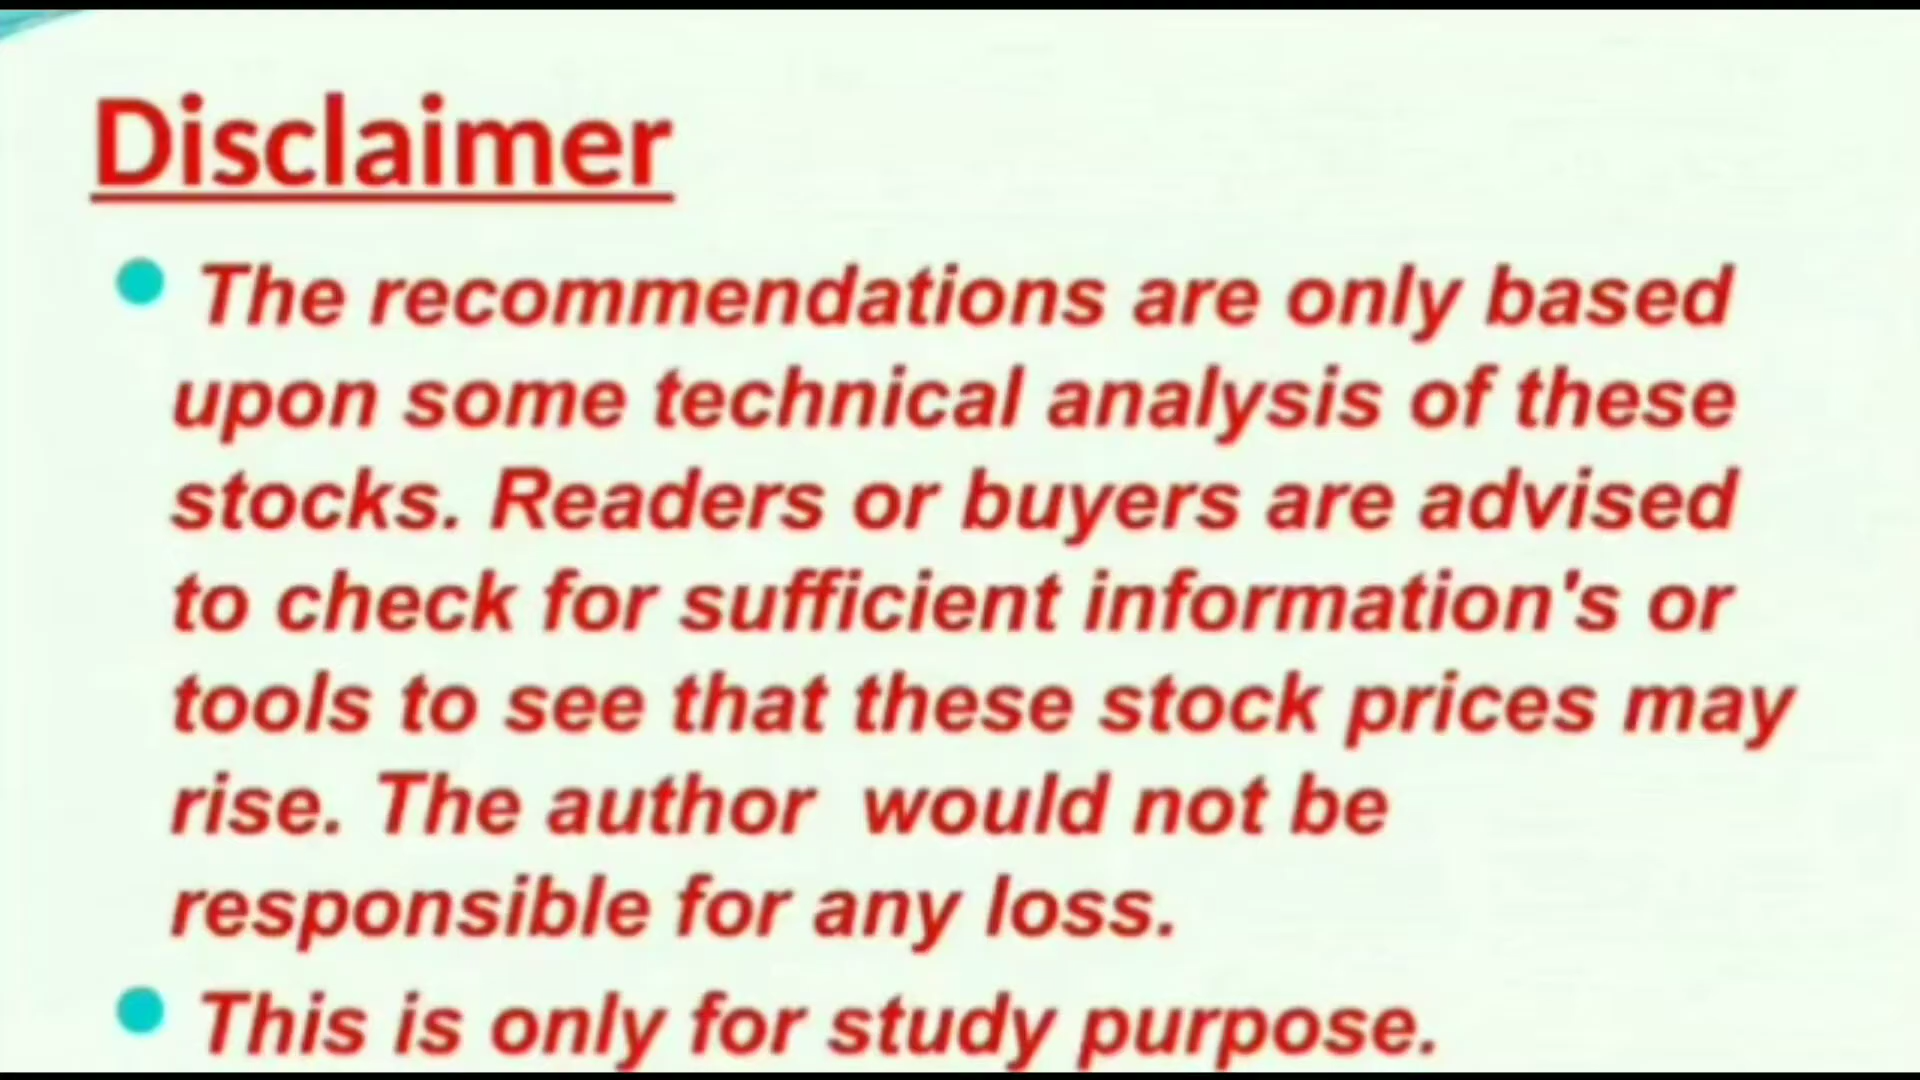 Disclaimer
The recommendations are only based
upon some technical analysis of these
stocks. Readers or buyers are advised
to check for sufficient information's or
tools to see that these stock prices may
rise. The author  would not be
responsible for any loss.
This is only for study purpose.